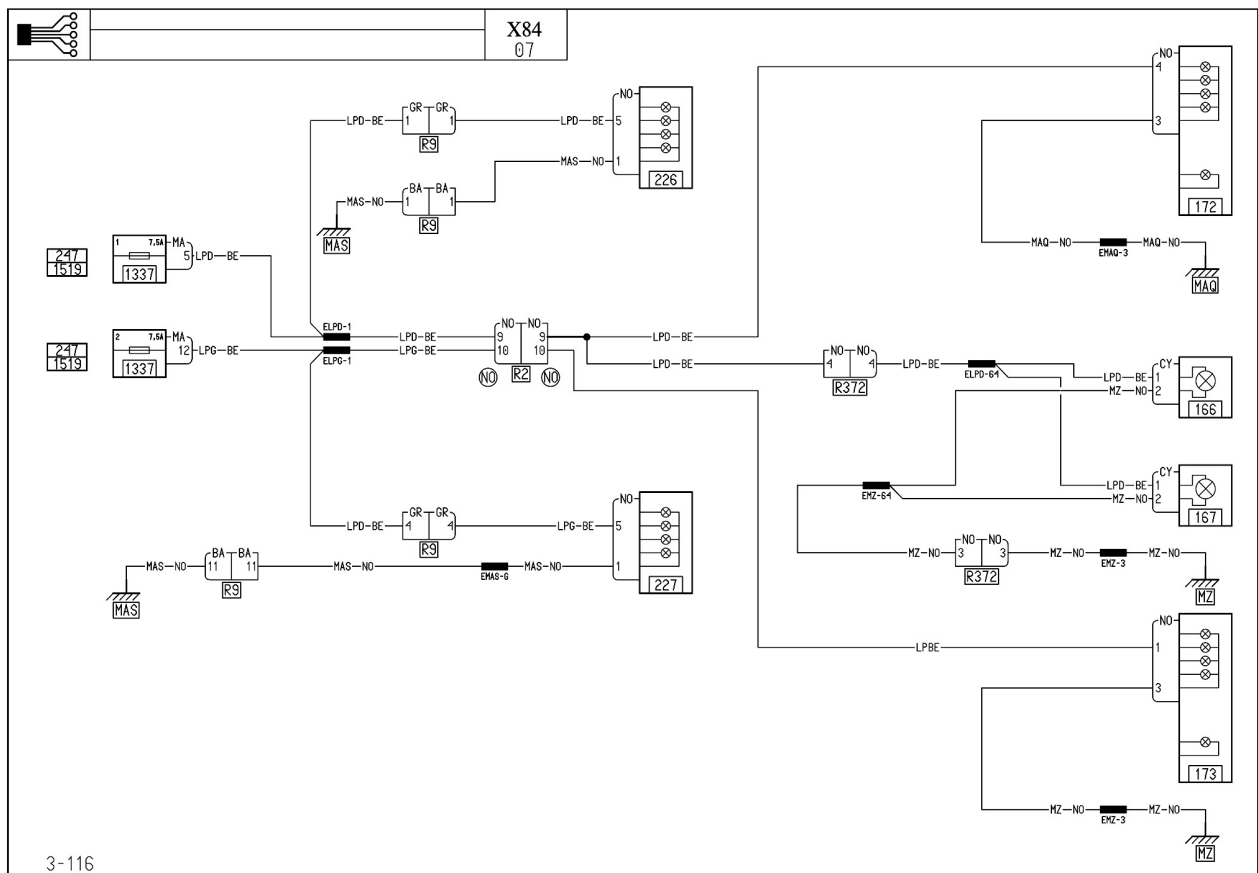 X84
07
NO
4
3
172
MAQ-NO
EMAQ-3
MAQ-NO
MAQ
LPD-BE
GR GR
1 1
R9
LPD-BE
NO
5
1
226
MAS-NO
BA BA
1 1
R9
MAS-NO
MAS
247
1519
1 7,5A
1337
MA
5
LPD-BE
247
1519
2 7,5A
1337
MA
12
LPG-BE
ELPD-1
ELPG-1
LPD-BE
LPG-BE
NO NO
9 9
10 10
NO R2 NO
LPD-BE
LPD-BE
NO NO
4 4
R372
LPD-BE
ELPD-64
LPD-BE
MZ-NO
CY
1
2
166
LPD-BE
MZ-NO
CY
1
2
167
EMZ-64
MZ-NO
NO NO
3 3
R372
MZ-NO
EMZ-3
MZ-NO
MZ
LPD-BE
GR GR
4 4
R9
LPG-BE
NO
5
1
227
MAS-NO
BA BA
11 11
R9
MAS-NO
EMAS-G
MAS-NO
MAS
LPBE
NO
1
3
173
MZ-NO
EMZ-3
MZ-NO
MZ
3-116